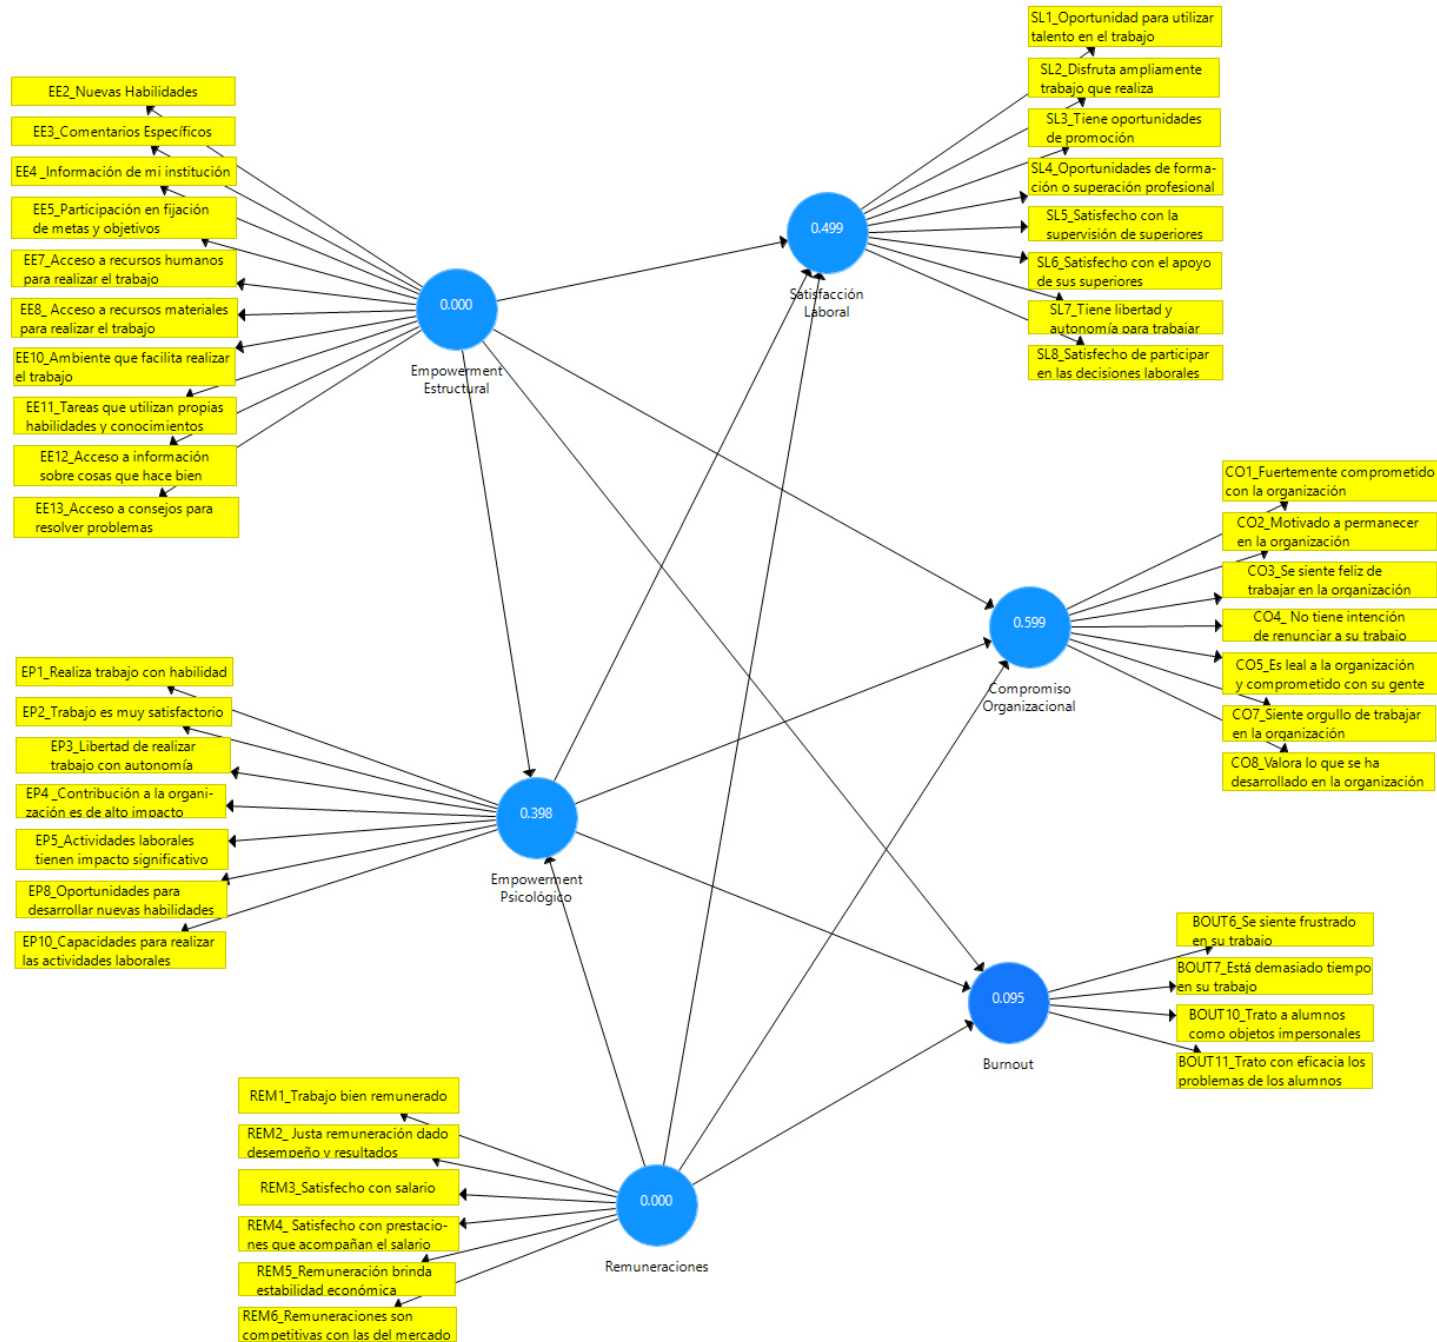 EE2_Nuevas Habilidades
EE3_Comentarios Específicos
EE4_Información de mi institución
EE5_Participación en fijación
de metas y objetivos
EE7_Acceso a recursos humanos
para realizar el trabajo
EE8_ Acceso a recursos materiales
para realizar el trabajo
EE10_Ambiente que facilita realizar
el trabajo
EE11_Tareas que utilizan propias
habilidades y conocimientos
EE12_Acceso a información
sobre cosas que hace bien
EE13_Acceso a consejos para
resolver problemas
0.000
Empowerment
Estructural
SL1_Oportunidad para utilizar
talento en el trabajo
SL2_Disfruta ampliamente
trabajo que realiza
SL3_Tiene oportunidades
de promoción
SL4_Oportunidades de forma-
ción o superación profesional
SL5_Satisfecho con la
supervisión de superiores
SL6_Satisfecho con el apoyo
de sus superiores
SL7_Tiene libertad y
autonomía para trabajar
SL8_Satisfecho de participar
en las decisiones laborales
0.499
Satisfacción
Laboral
CO1_Fuertemente comprometido
con la organización
CO2_Motivado a permanecer
en la organización
CO3_Se siente feliz de
trabajar en la organización
CO4_ No tiene intención
de renunciar a su trabajo
CO5_Es leal a la organización
y comprometido con su gente
CO7_Siente orgullo de trabajar
en la organización
CO8_Valora lo que se ha
desarrollado en la organización
0.599
Compromiso
Organizacional
EP1_Realiza trabajo con habilidad
EP2_Trabajo es muy satisfactorio
EP3_Libertad de realizar
trabajo con autonomía
EP4_Contribución a la organi-
zación es de alto impacto
EP5_Actividades laborales
tienen impacto significativo
EP8_Oportunidades para
desarrollar nuevas habilidades
EP10_Capacidades para realizar
las actividades laborales
0.398
Empowerment
Psicológico
BOUT6_Se siente frustrado
en su trabajo
BOUT7_Está demasiado tiempo
en su trabajo
BOUT10_Trato a alumnos
como objetos impersonales
BOUT11_Trato con eficacia los
problemas de los alumnos
0.095
Burnout
REM1_Trabajo bien remunerado
REM2_ Justa remuneración dado
desempeño y resultados
REM3_Satisfecho con salario
REM4_ Satisfecho con prestacio-
nes que acompañan el salario
REM5_Remuneración brinda
estabilidad económica
REM6_Remuneraciones son
competitivas con las del mercado
0.000
Remuneraciones